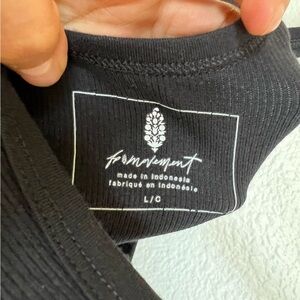 fp movement
made in Indonesia
fabriqué en Indonésie
L/G